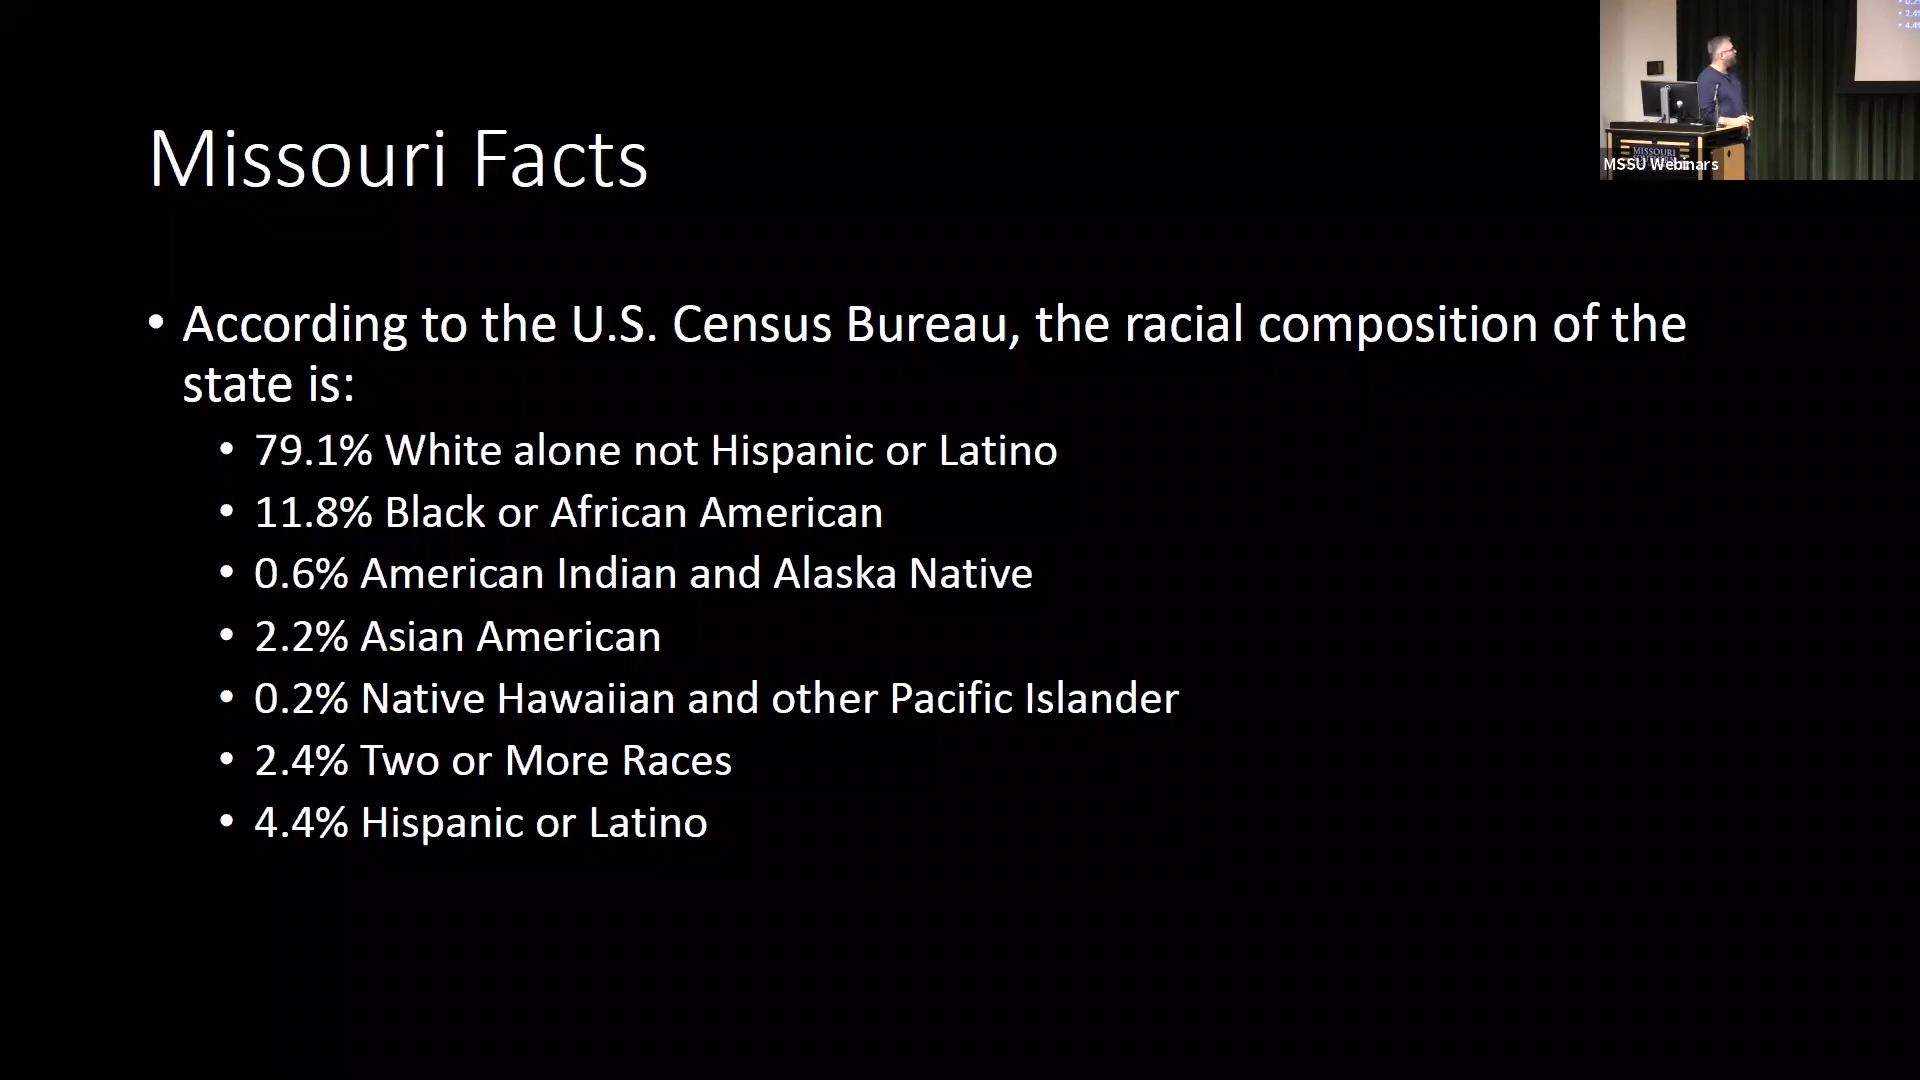 Missouri Facts
• According to the U.S. Census Bureau, the racial composition of the
state is:
• 79.1% White alone not Hispanic or Latino
• 11.8% Black or African American
• 0.6% American Indian and Alaska Native
• 2.2% Asian American
• 0.2% Native Hawaiian and other Pacific Islander
• 2.4% Two or More Races
• 4.4% Hispanic or Latino
MISSOURI
MSSU Webinars